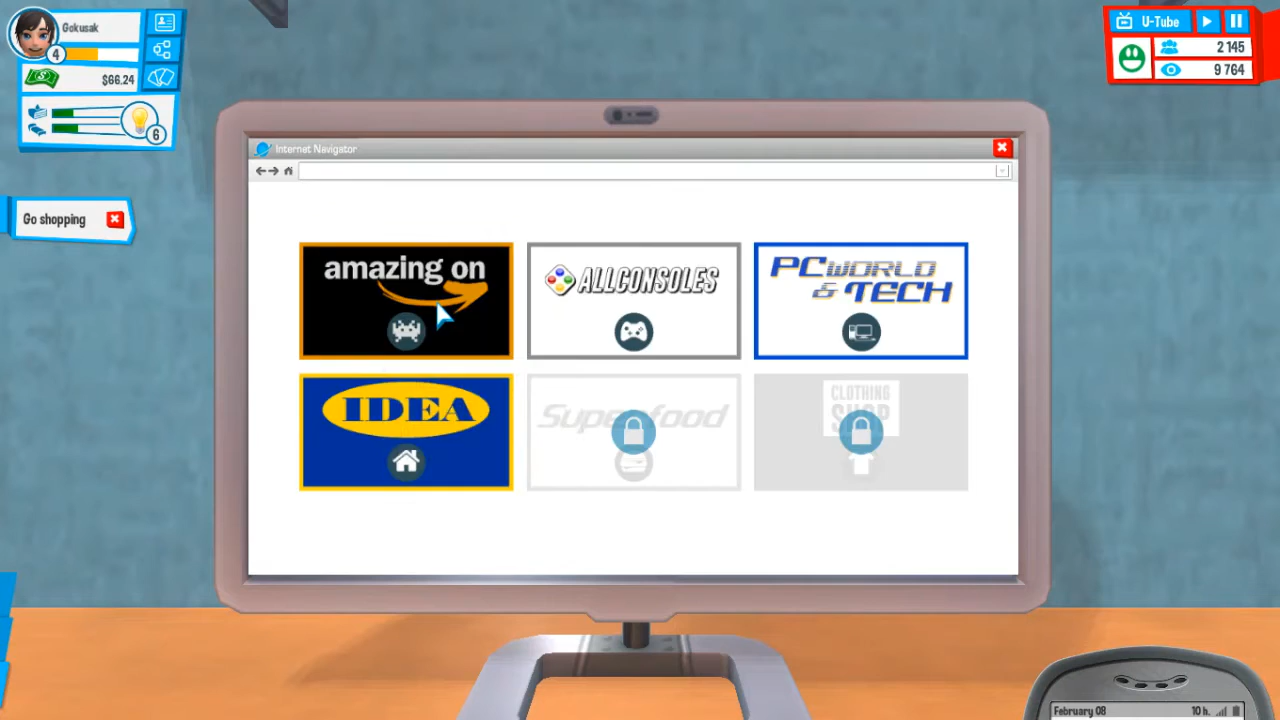 Gokusak
4
$66.24
6
U-Tube
2 145
9 764
Go shopping
Internet Navigator
amazing on
ALLCONSOLES
PC WORLD
& TECH
IDEA
Superfood
CLOTHING
SHOP
February 08
10 h.